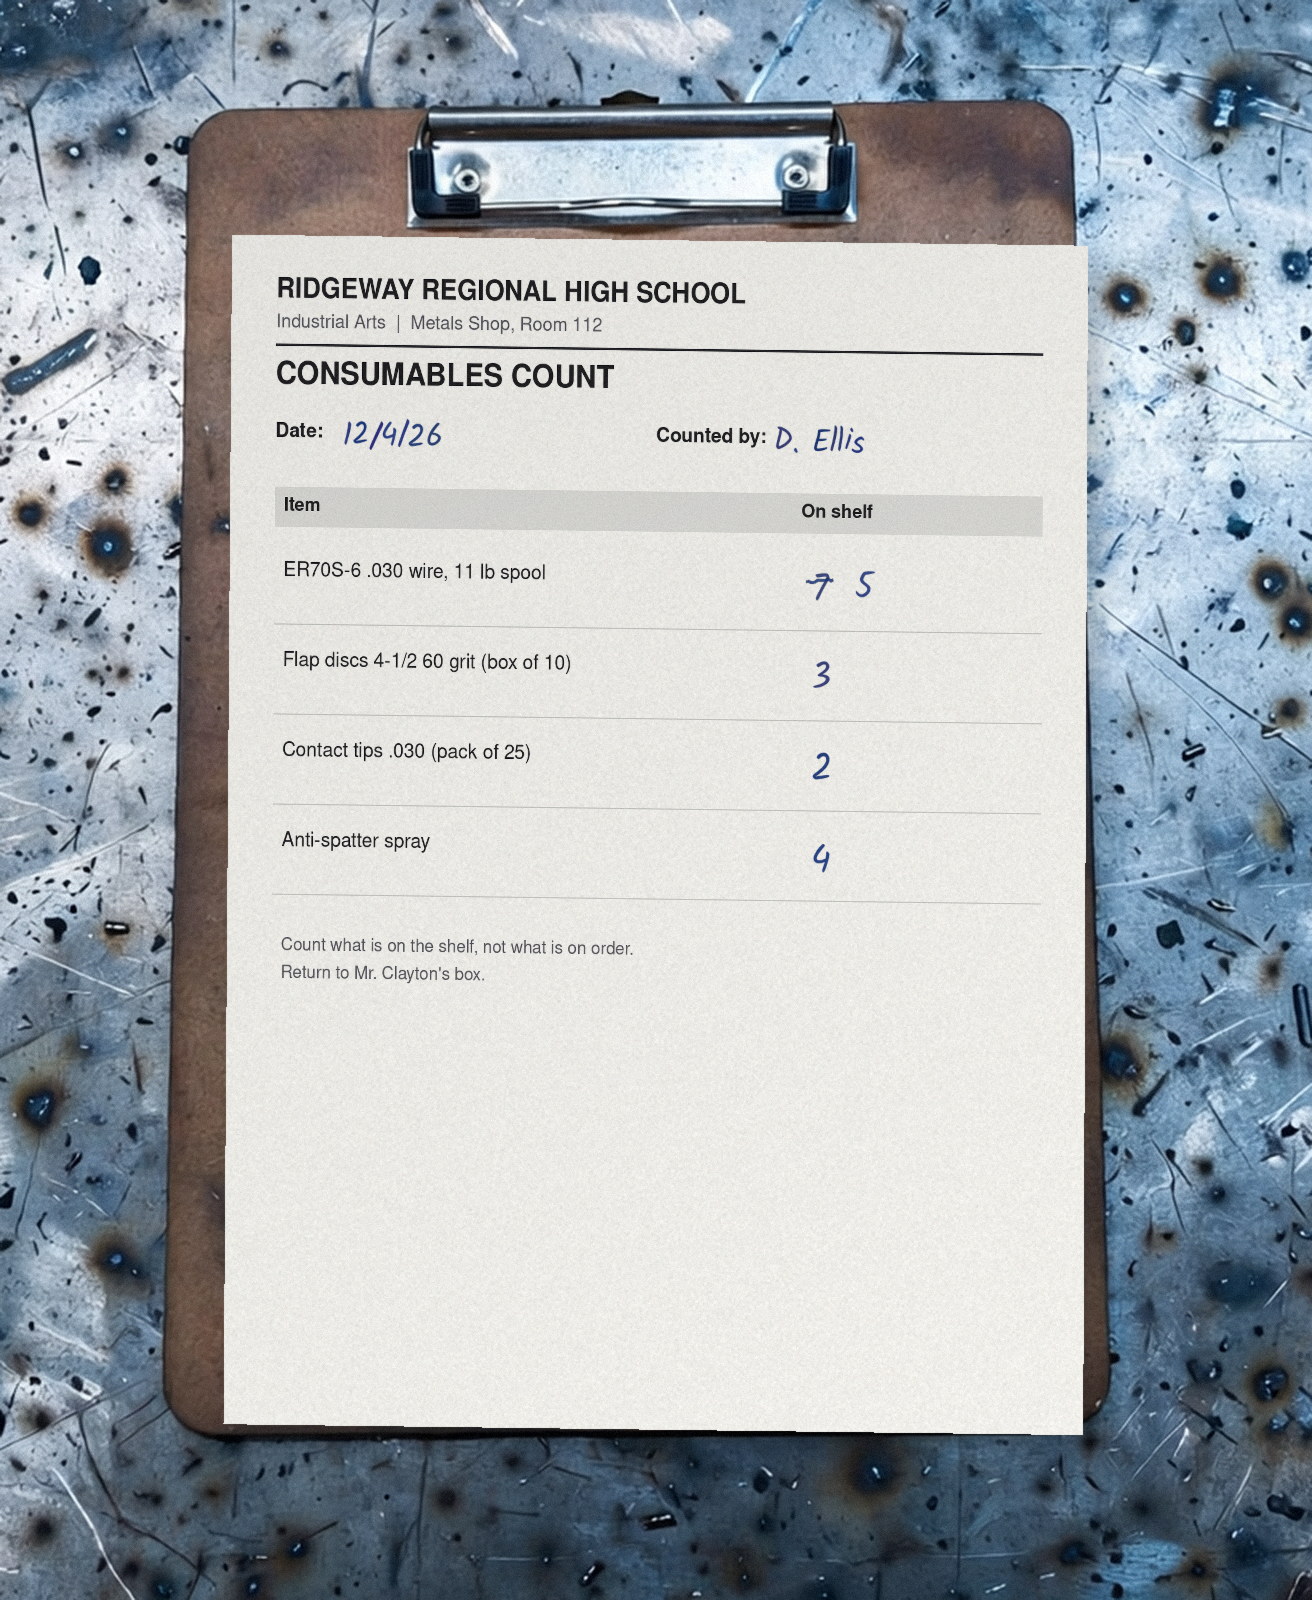 RIDGEWAY REGIONAL HIGH SCHOOL
Industrial Arts | Metals Shop, Room 112
CONSUMABLES COUNT
Date: 12/4/26 Counted by: D. Ellis
Item On shelf
ER70S-6 .030 wire, 11 lb spool 7 5
Flap discs 4-1/2 60 grit (box of 10) 3
Contact tips .030 (pack of 25) 2
Anti-spatter spray 4
Count what is on the shelf, not what is on order.
Return to Mr. Clayton's box.